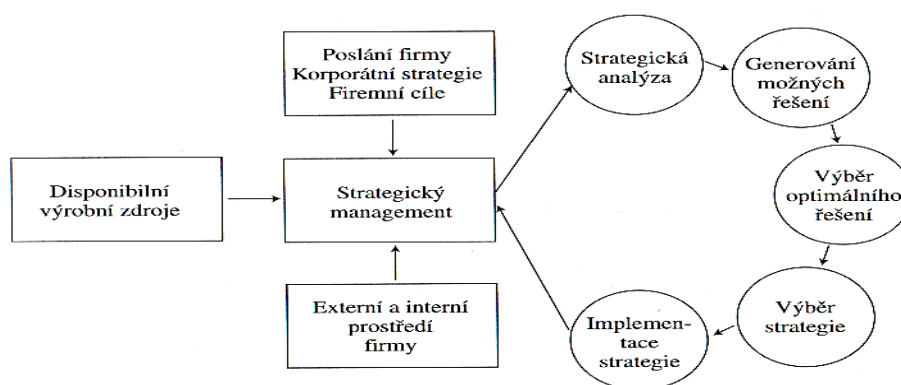 Poslání firmy
Korporátní strategie
Firemní cíle
Strategická
analýza
Generování
možných
řešení
Disponibilní
výrobní zdroje
Strategický
management
Výběr
optimálního
řešení
Externí a interní
prostředí
firmy
Implemen-
tace
strategie
Výběr
strategie